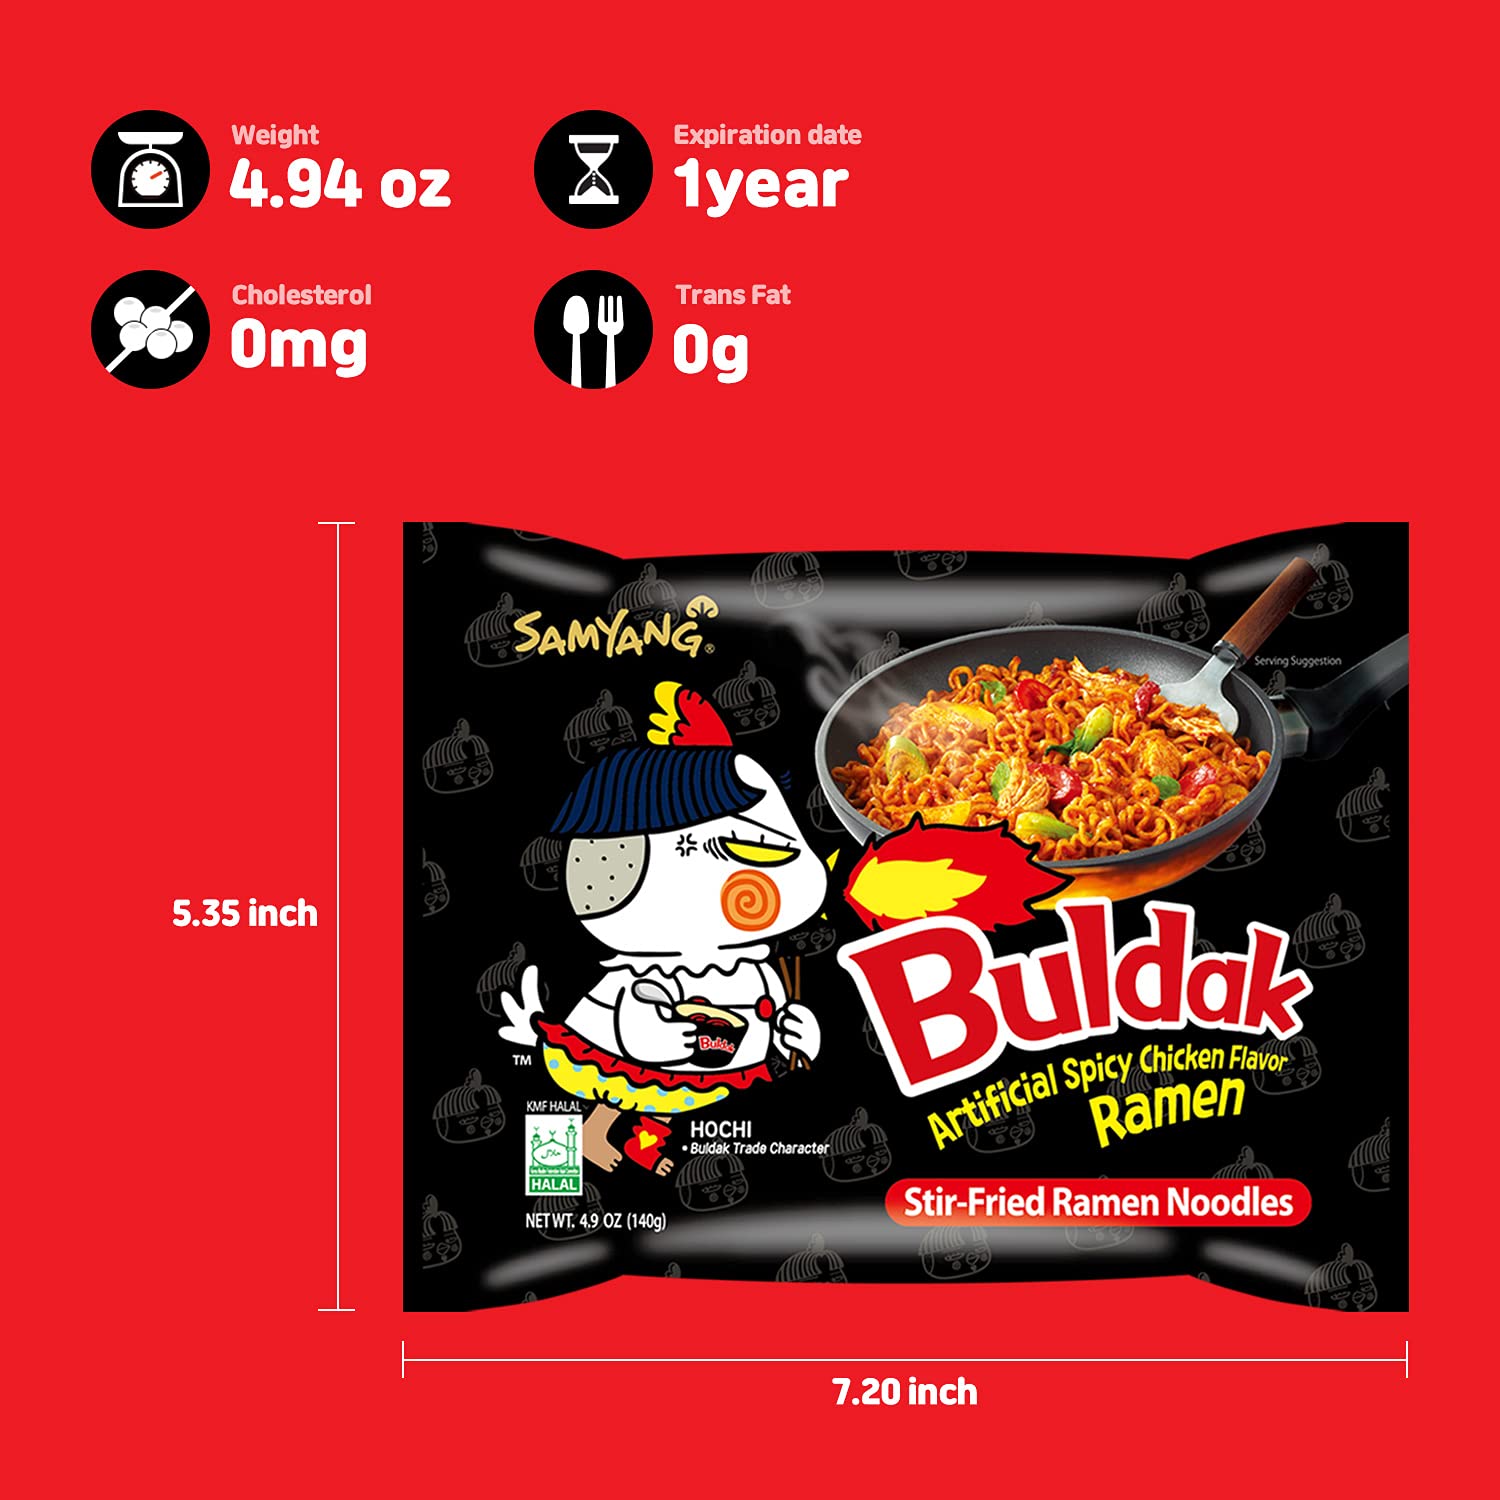 Weight
4.94 oz
Expiration date
1year
Cholesterol
0mg
Trans Fat
0g
5.35 inch
SAMYANG®
Serving Suggestion
Buldak
Artificial Spicy Chicken Flavor
Ramen
Buldak
TM
KMF HALAL
HALAL
HOCHI
• Buldak Trade Character
Stir-Fried Ramen Noodles
NET WT. 4.9 OZ (140g)
7.20 inch